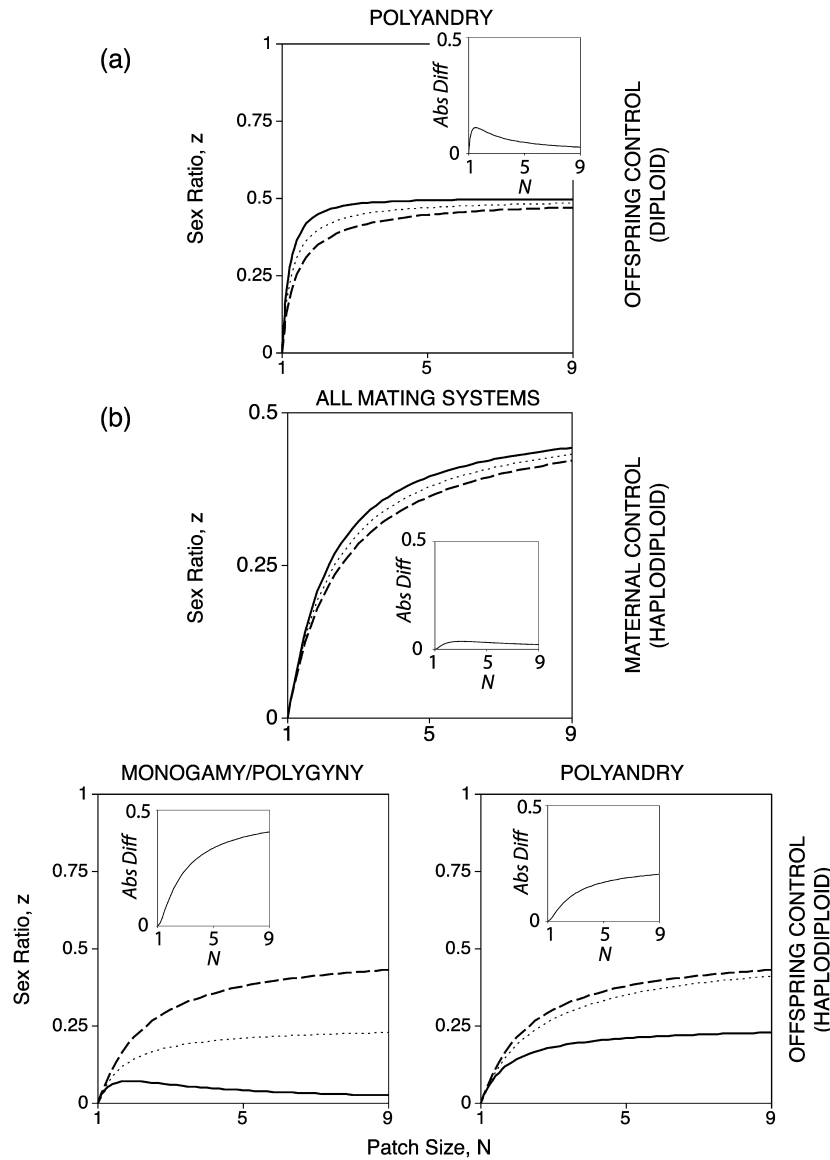 POLYANDRY
(a)
1
0.75
0.5
0.25
0
1
5
9
Sex Ratio, z
0.5
0
Abs Diff
1
5
9
N
OFFSPRING CONTROL
(DIPLOID)
(b)
ALL MATING SYSTEMS
0.5
0.25
0
1
5
9
Sex Ratio, z
0.5
0
Abs Diff
1
5
9
N
MATERNAL CONTROL
(HAPLODIPLOID)
MONOGAMY/POLYGYNY
1
0.75
0.5
0.25
0
1
5
9
Sex Ratio, z
0.5
0
Abs Diff
1
5
9
N
POLYANDRY
1
0.75
0.5
0.25
0
1
5
9
0.5
0
Abs Diff
1
5
9
N
OFFSPRING CONTROL
(HAPLODIPLOID)
Patch Size, N